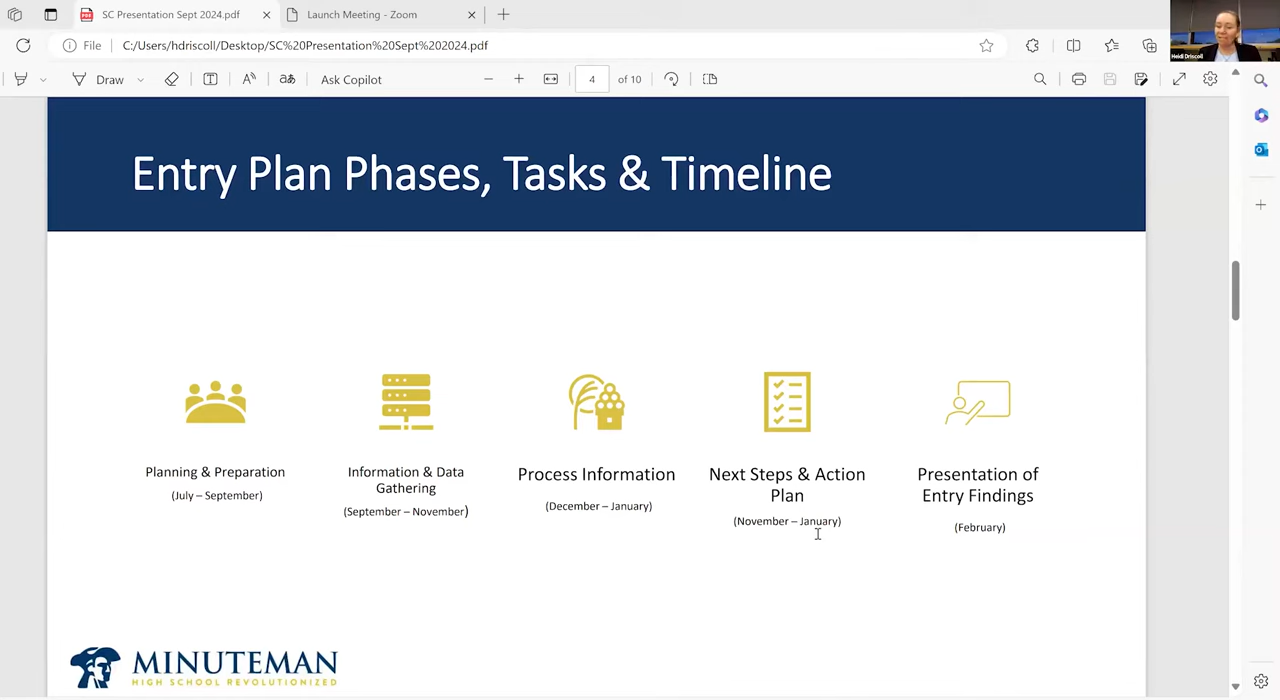 SC Presentation Sept 2024.pdf
Launch Meeting - Zoom
File
C:/Users/hdriscoll/Desktop/SC%20Presentation%20Sept%202024.pdf
Draw
Ask Copilot
4 of 10
Heidi Driscoll
Entry Plan Phases, Tasks & Timeline
Planning & Preparation
(July – September)
Information & Data
Gathering
(September – November)
Process Information
(December – January)
Next Steps & Action
Plan
(November – January)
Presentation of
Entry Findings
(February)
MINUTEMAN
HIGH SCHOOL REVOLUTIONIZED